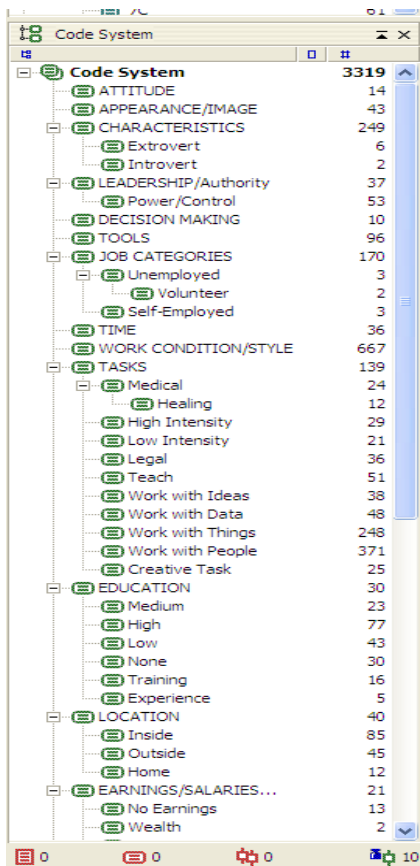 61
Code System
#
Code System 3319
ATTITUDE 14
APPEARANCE/IMAGE 43
CHARACTERISTICS 249
Extrovert 6
Introvert 2
LEADERSHIP/Authority 37
Power/Control 53
DECISION MAKING 10
TOOLS 96
JOB CATEGORIES 170
Unemployed 3
Volunteer 2
Self-Employed 3
TIME 36
WORK CONDITION/STYLE 667
TASKS 139
Medical 24
Healing 12
High Intensity 29
Low Intensity 21
Legal 36
Teach 51
Work with Ideas 38
Work with Data 48
Work with Things 248
Work with People 371
Creative Task 25
EDUCATION 30
Medium 23
High 77
Low 43
None 30
Training 16
Experience 5
LOCATION 40
Inside 85
Outside 45
Home 12
EARNINGS/SALARIES... 21
No Earnings 13
Wealth 2
0 0 0 10